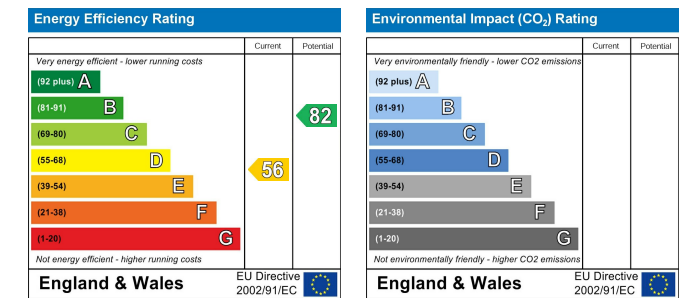 Energy Efficiency Rating
Current Potential
Very energy efficient - lower running costs
(92 plus) A
(81-91) B
(69-80) C
(55-68) D
(39-54) E
(21-38) F
(1-20) G
56
82
Not energy efficient - higher running costs
England & Wales
EU Directive
2002/91/EC
Environmental Impact (CO₂) Rating
Current Potential
Very environmentally friendly - lower CO2 emissions
(92 plus) A
(81-91) B
(69-80) C
(55-68) D
(39-54) E
(21-38) F
(1-20) G
Not environmentally friendly - higher CO2 emissions
England & Wales
EU Directive
2002/91/EC